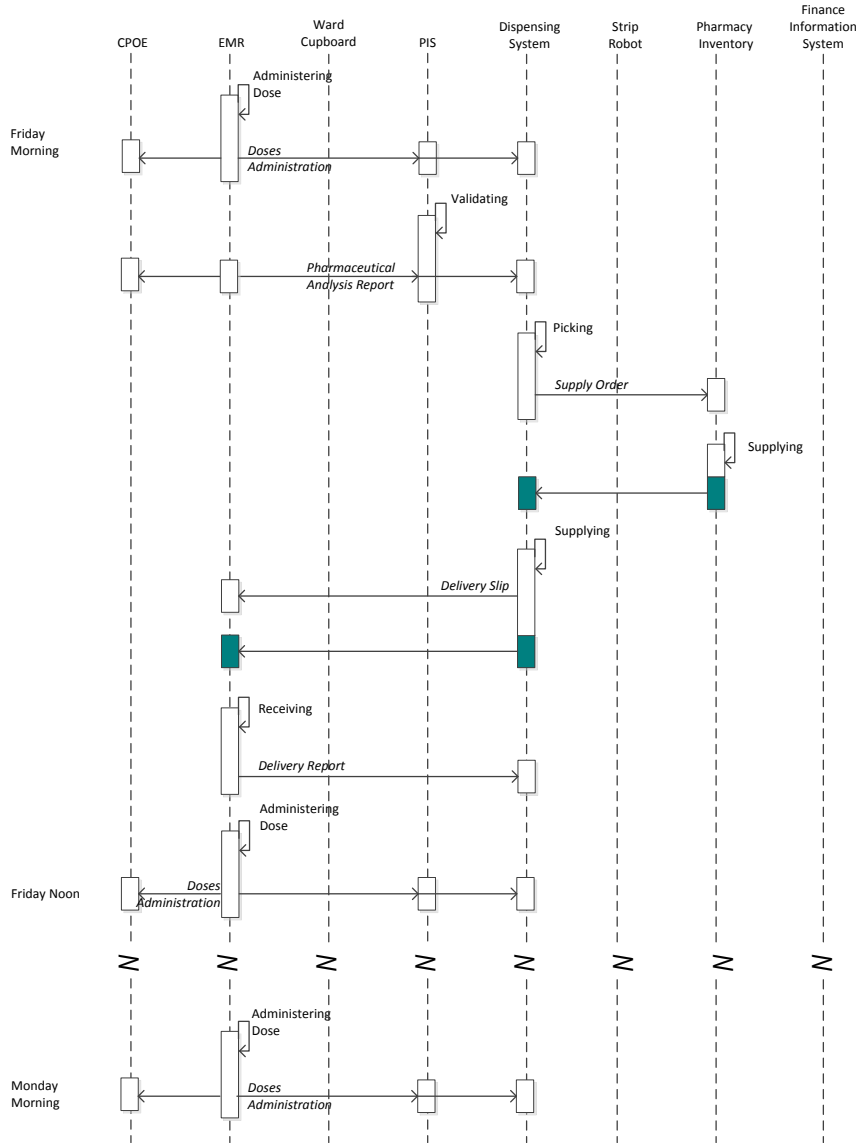 CPOE
EMR
Ward
Cupboard
PIS
Dispensing
System
Strip
Robot
Pharmacy
Inventory
Finance
Information
System
Administering
Dose
Friday
Morning
Doses
Administration
Validating
Pharmaceutical
Analysis Report
Picking
Supply Order
Supplying
Supplying
Delivery Slip
Receiving
Delivery Report
Administering
Dose
Friday Noon
Doses
Administration
Administering
Dose
Monday
Morning
Doses
Administration